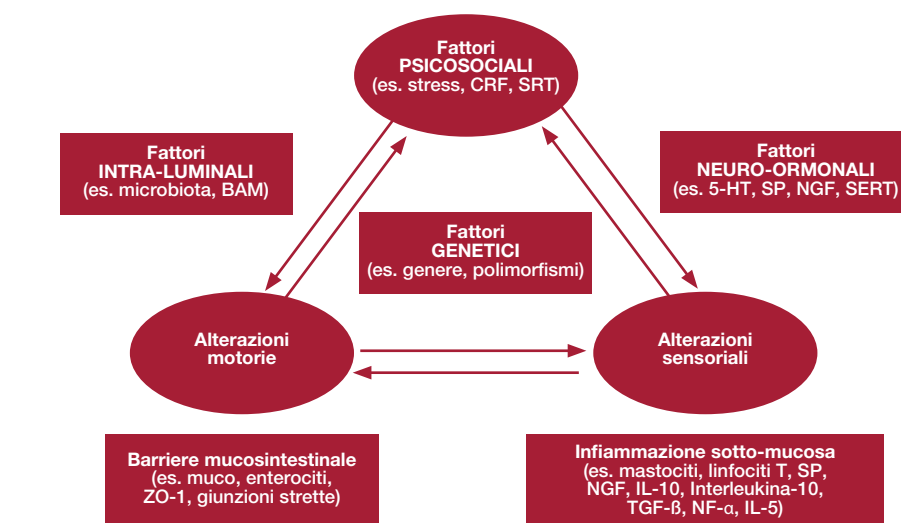 Fattori
PSICOSOCIALI
(es. stress, CRF, SRT)
Fattori
INTRA-LUMINALI
(es. microbiota, BAM)
Fattori
NEURO-ORMONALI
(es. 5-HT, SP, NGF, SERT)
Fattori
GENETICI
(es. genere, polimorfismi)
Alterazioni
motorie
Alterazioni
sensoriali
Barriere mucosintestinale
(es. muco, enterociti,
ZO-1, giunzioni strette)
Infiammazione sotto-mucosa
(es. mastociti, linfociti T, SP,
NGF, IL-10, Interleukina-10,
TGF-ß, NF-α, IL-5)